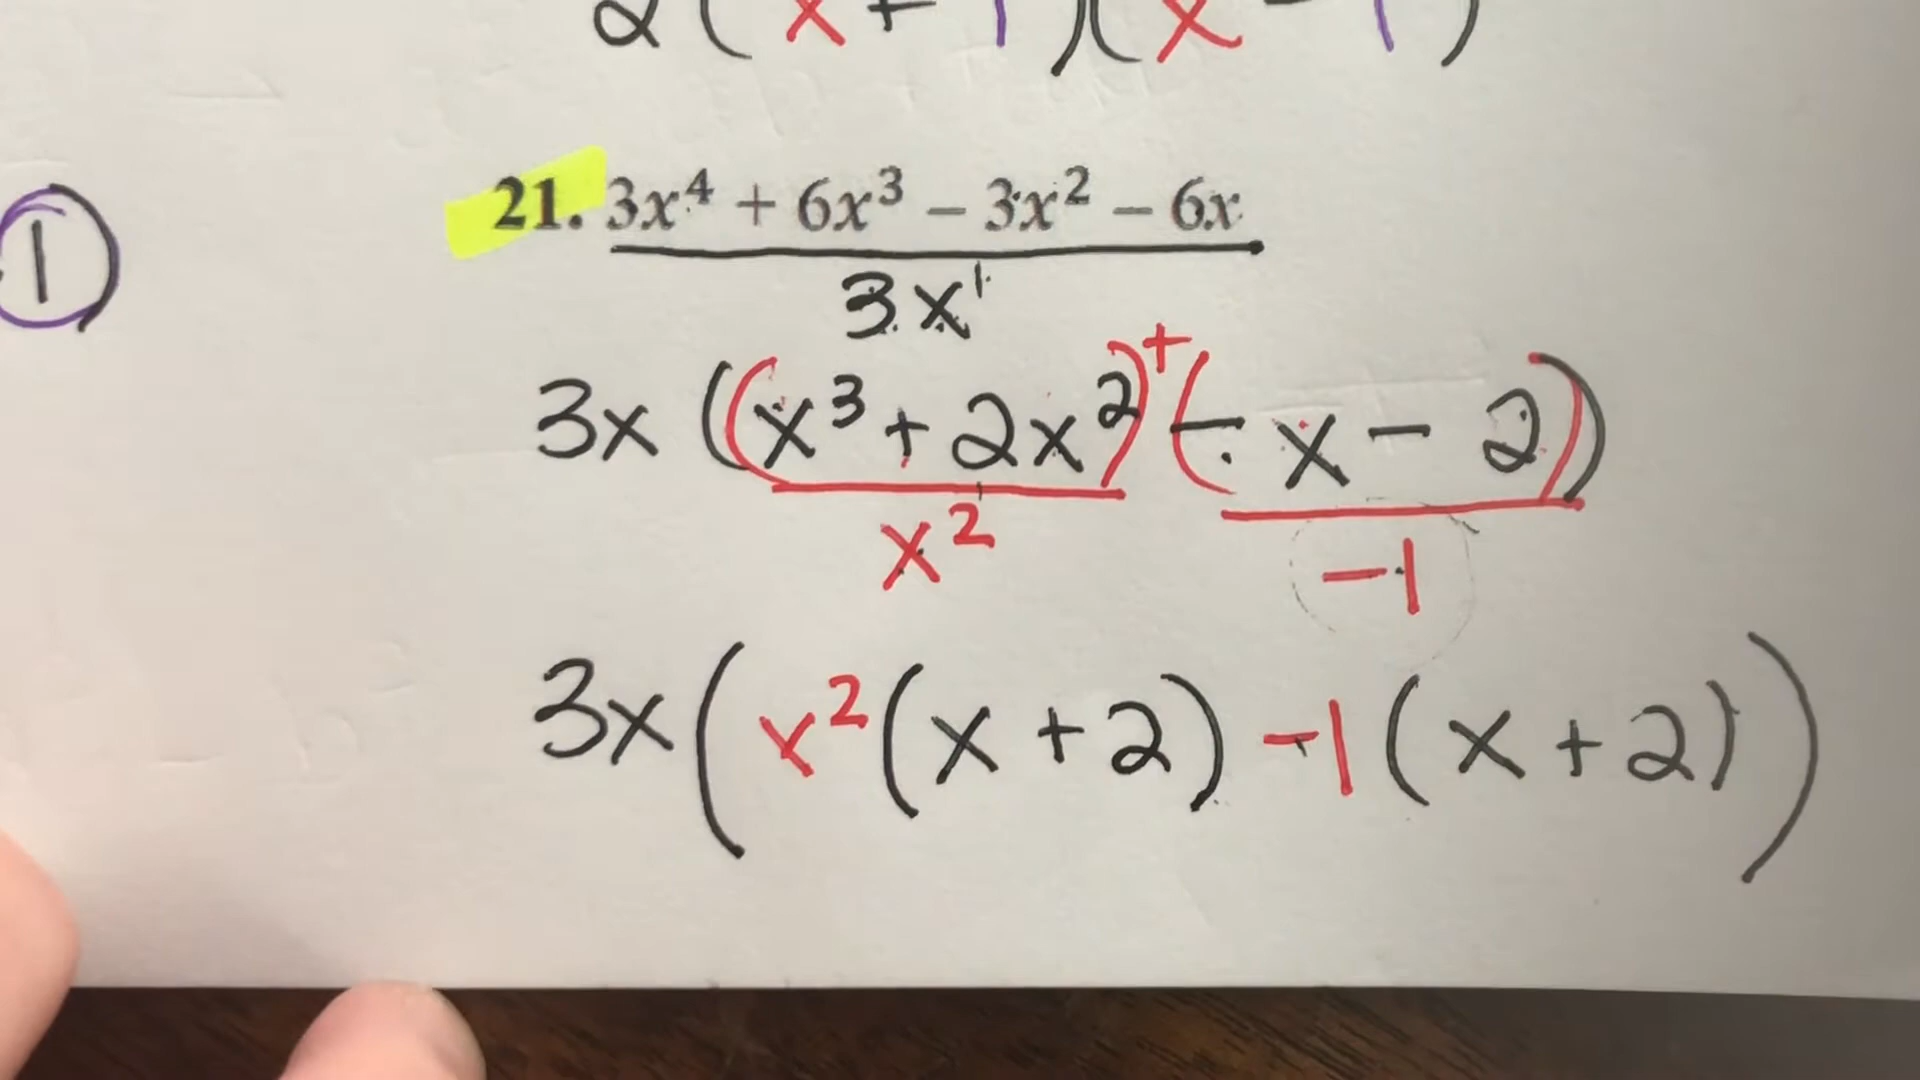 2(x+1)(x-1)
21. 3x⁴ + 6x³ – 3x² – 6x
1
3x¹
3x((x³+2x²)+(-x-2))
x²
-1
3x(x²(x+2)-1(x+2))